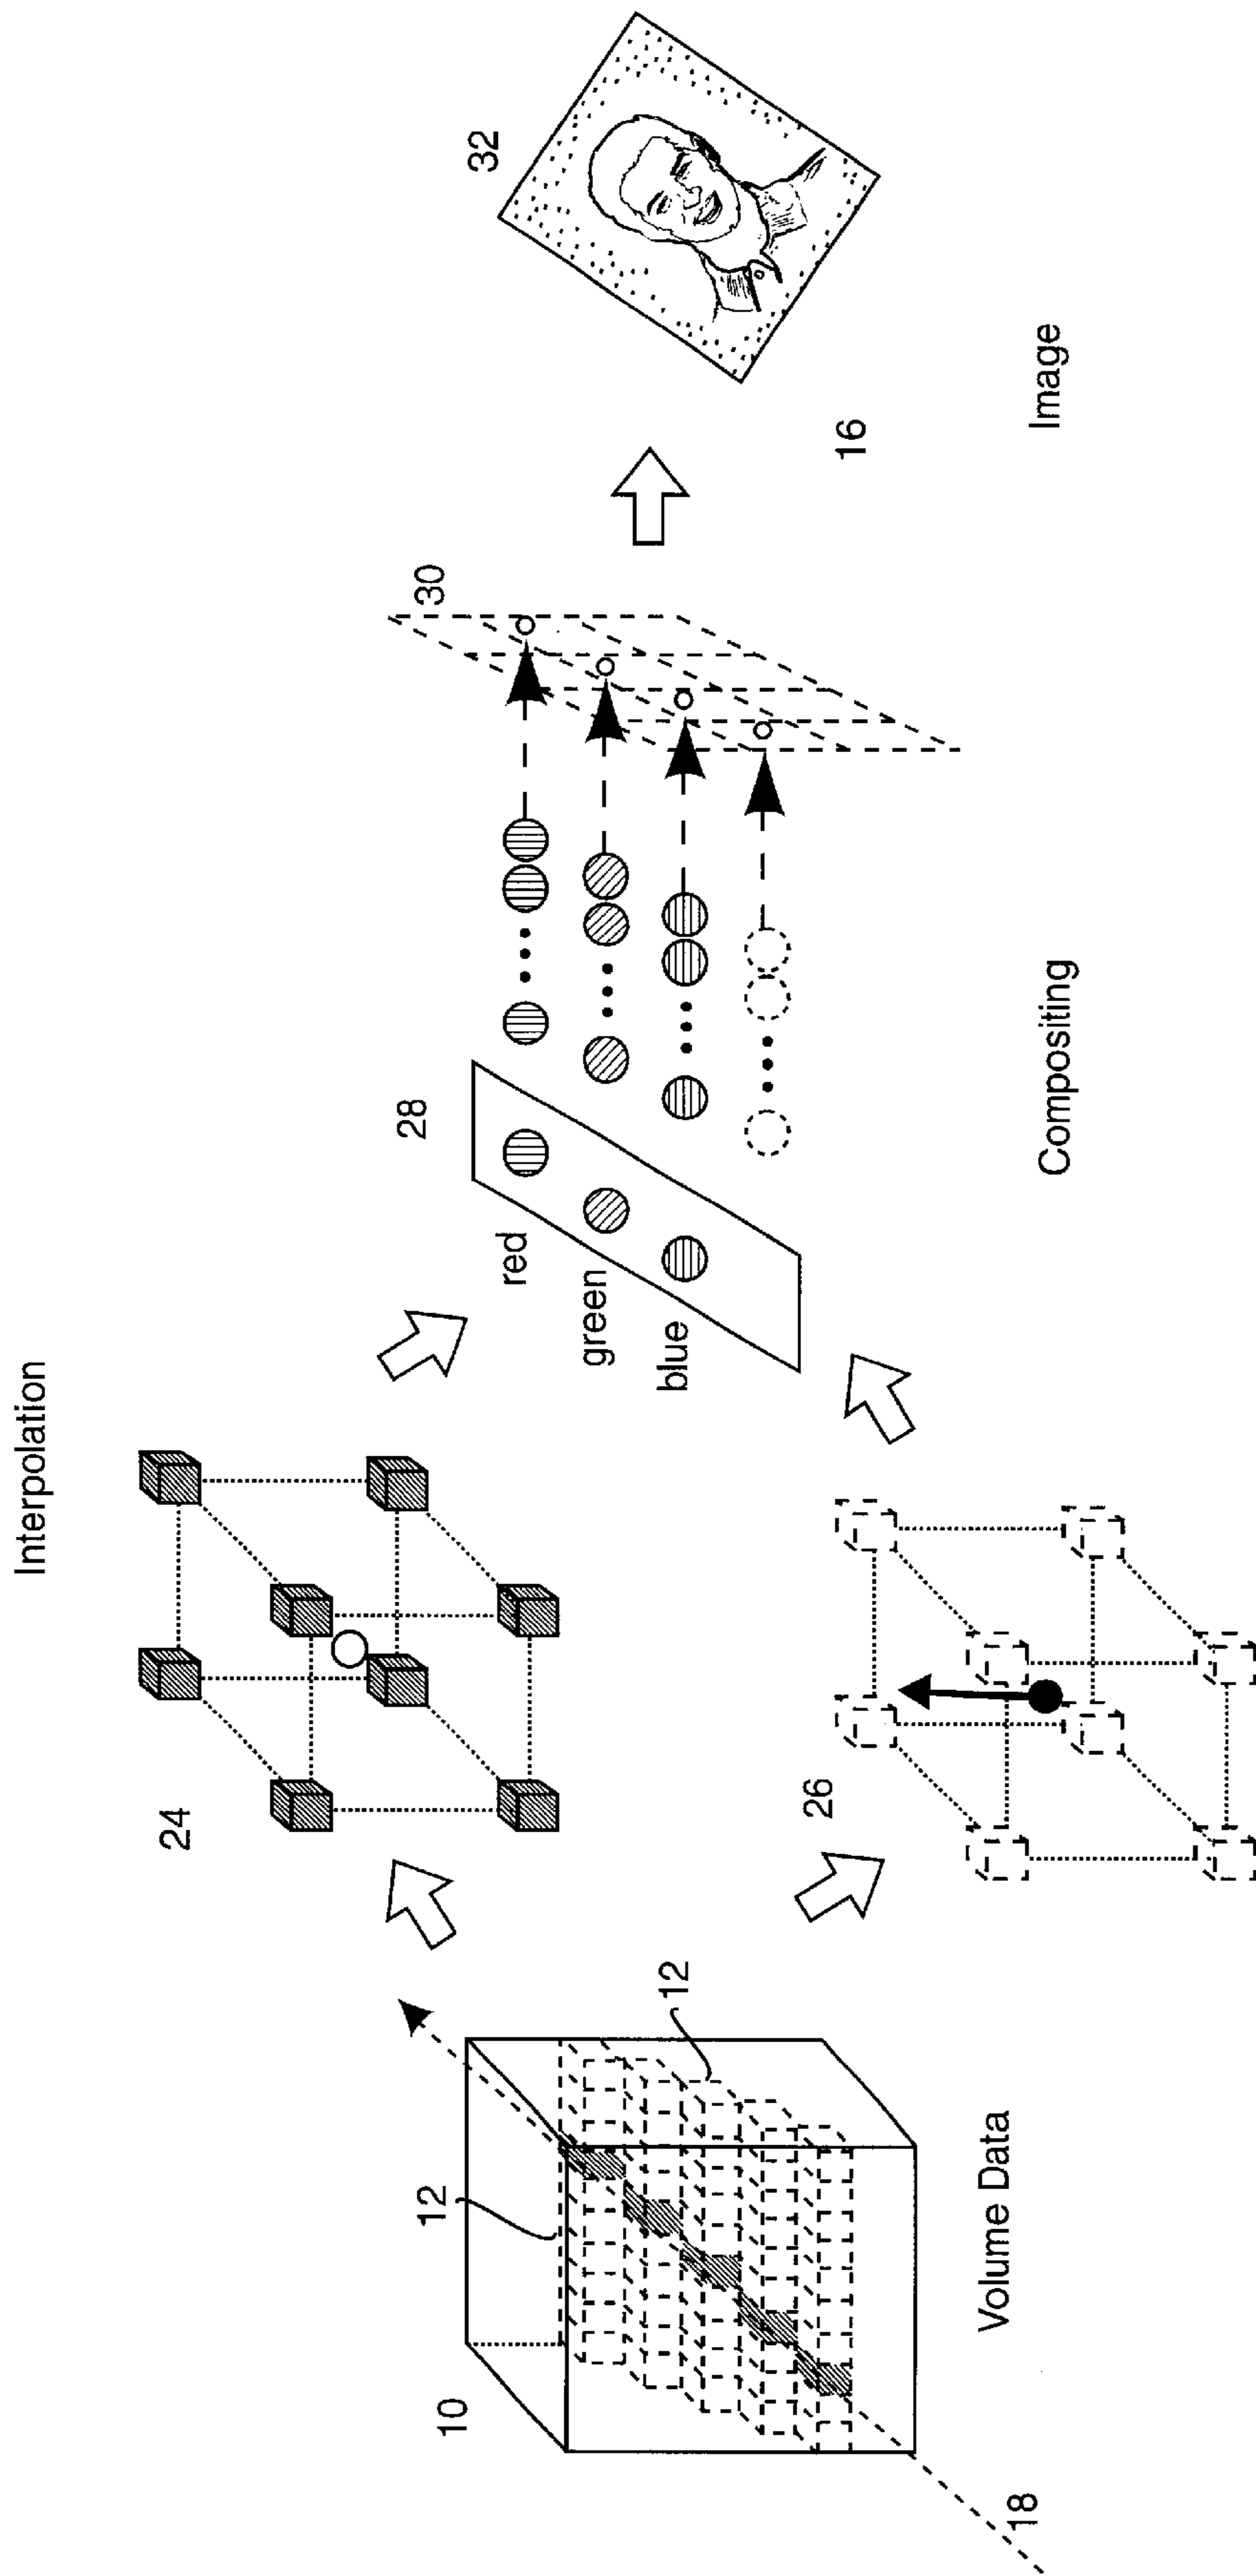 Interpolation
24
32
28
red
green
blue
30
12
12
10
18
26
16
Volume Data
Compositing
Image